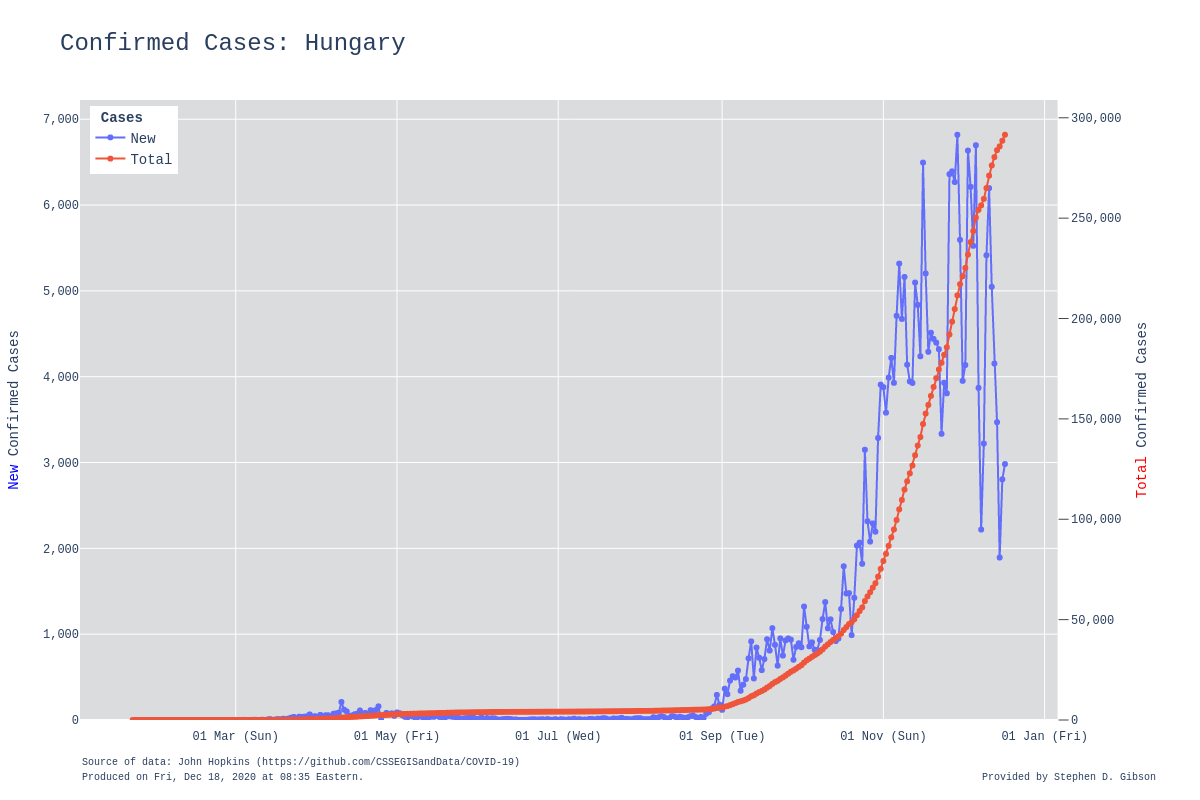 Confirmed Cases: Hungary
Cases
New
Total
7,000
6,000
5,000
4,000
3,000
2,000
1,000
0
300,000
250,000
200,000
150,000
100,000
50,000
0
New Confirmed Cases
Total Confirmed Cases
01 Mar (Sun)
01 May (Fri)
01 Jul (Wed)
01 Sep (Tue)
01 Nov (Sun)
01 Jan (Fri)
Source of data: John Hopkins (https://github.com/CSSEGISandData/COVID-19)
Produced on Fri, Dec 18, 2020 at 08:35 Eastern.
Provided by Stephen D. Gibson